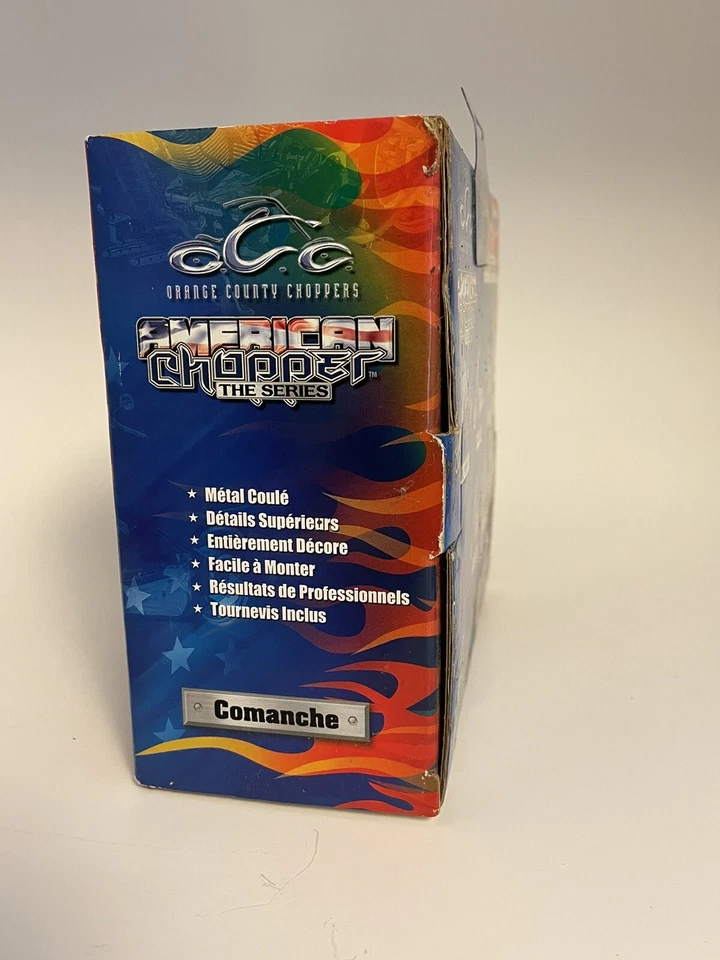 O.C.C.
ORANGE COUNTY CHOPPERS
AMERICAN
Chopper
THE SERIES
TM
★ Métal Coulé
★ Détails Supérieurs
★ Entièrement Décore
★ Facile à Monter
★ Résultats de Professionnels
★ Tournevis Inclus
Comanche